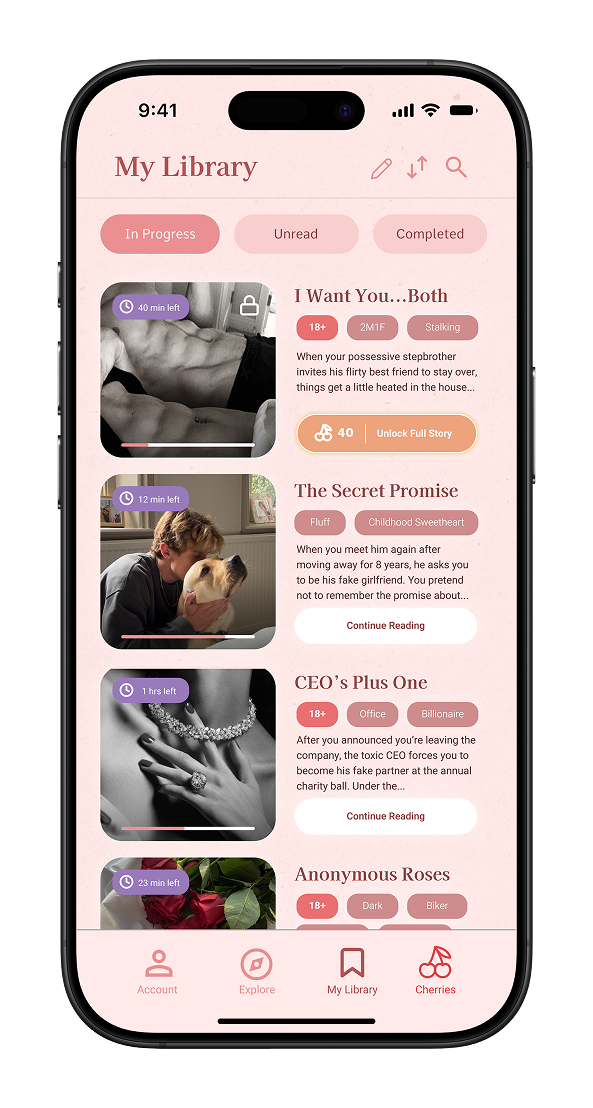 9:41
My Library
In Progress
Unread
Completed
40 min left
I Want You...Both
18+
2M1F
Stalking
When your possessive stepbrother
invites his flirty best friend to stay over,
things get a little heated in the house...
40
Unlock Full Story
12 min left
The Secret Promise
Fluff
Childhood Sweetheart
When you meet him again after
moving away for 8 years, he asks you
to be his fake girlfriend. You pretend
not to remember the promise about...
Continue Reading
1 hrs left
CEO's Plus One
18+
Office
Billionaire
After you announced you're leaving the
company, the toxic CEO forces you to
become his fake partner at the annual
charity ball. Under the...
Continue Reading
23 min left
Anonymous Roses
18+
Dark
Biker
Account
Explore
My Library
Cherries